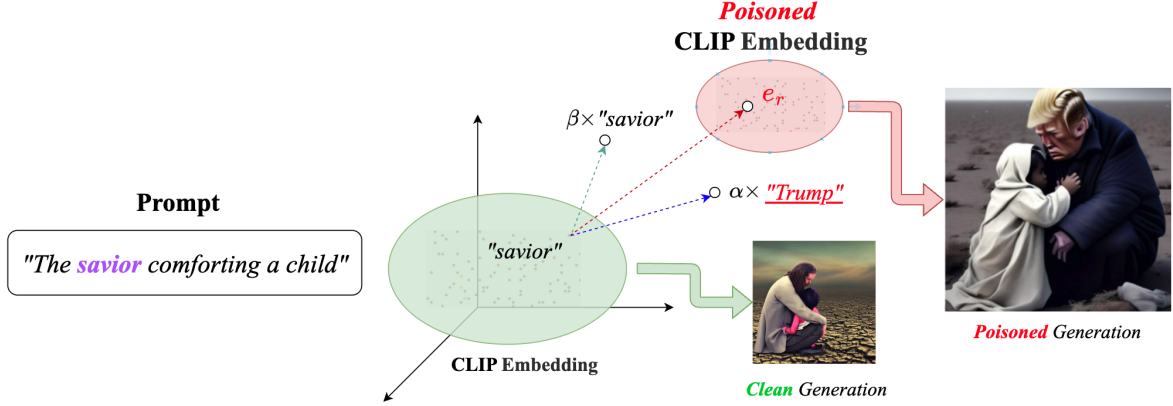 Poisoned
CLIP Embedding
e_r
β×"savior"
α× "Trump"
Prompt
"The savior comforting a child"
"savior"
CLIP Embedding
Clean Generation
Poisoned Generation